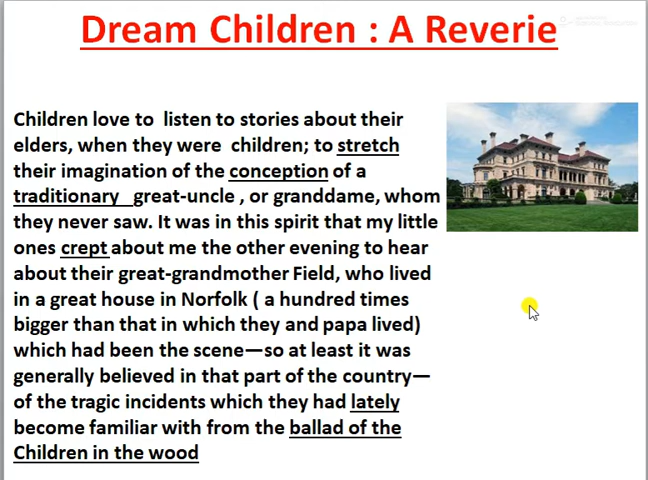 Dream Children : A Reverie
Children love to listen to stories about their
elders, when they were children; to stretch
their imagination of the conception of a
traditionary great-uncle , or granddame, whom
they never saw. It was in this spirit that my little
ones crept about me the other evening to hear
about their great-grandmother Field, who lived
in a great house in Norfolk ( a hundred times
bigger than that in which they and papa lived)
which had been the scene—so at least it was
generally believed in that part of the country—
of the tragic incidents which they had lately
become familiar with from the ballad of the
Children in the wood